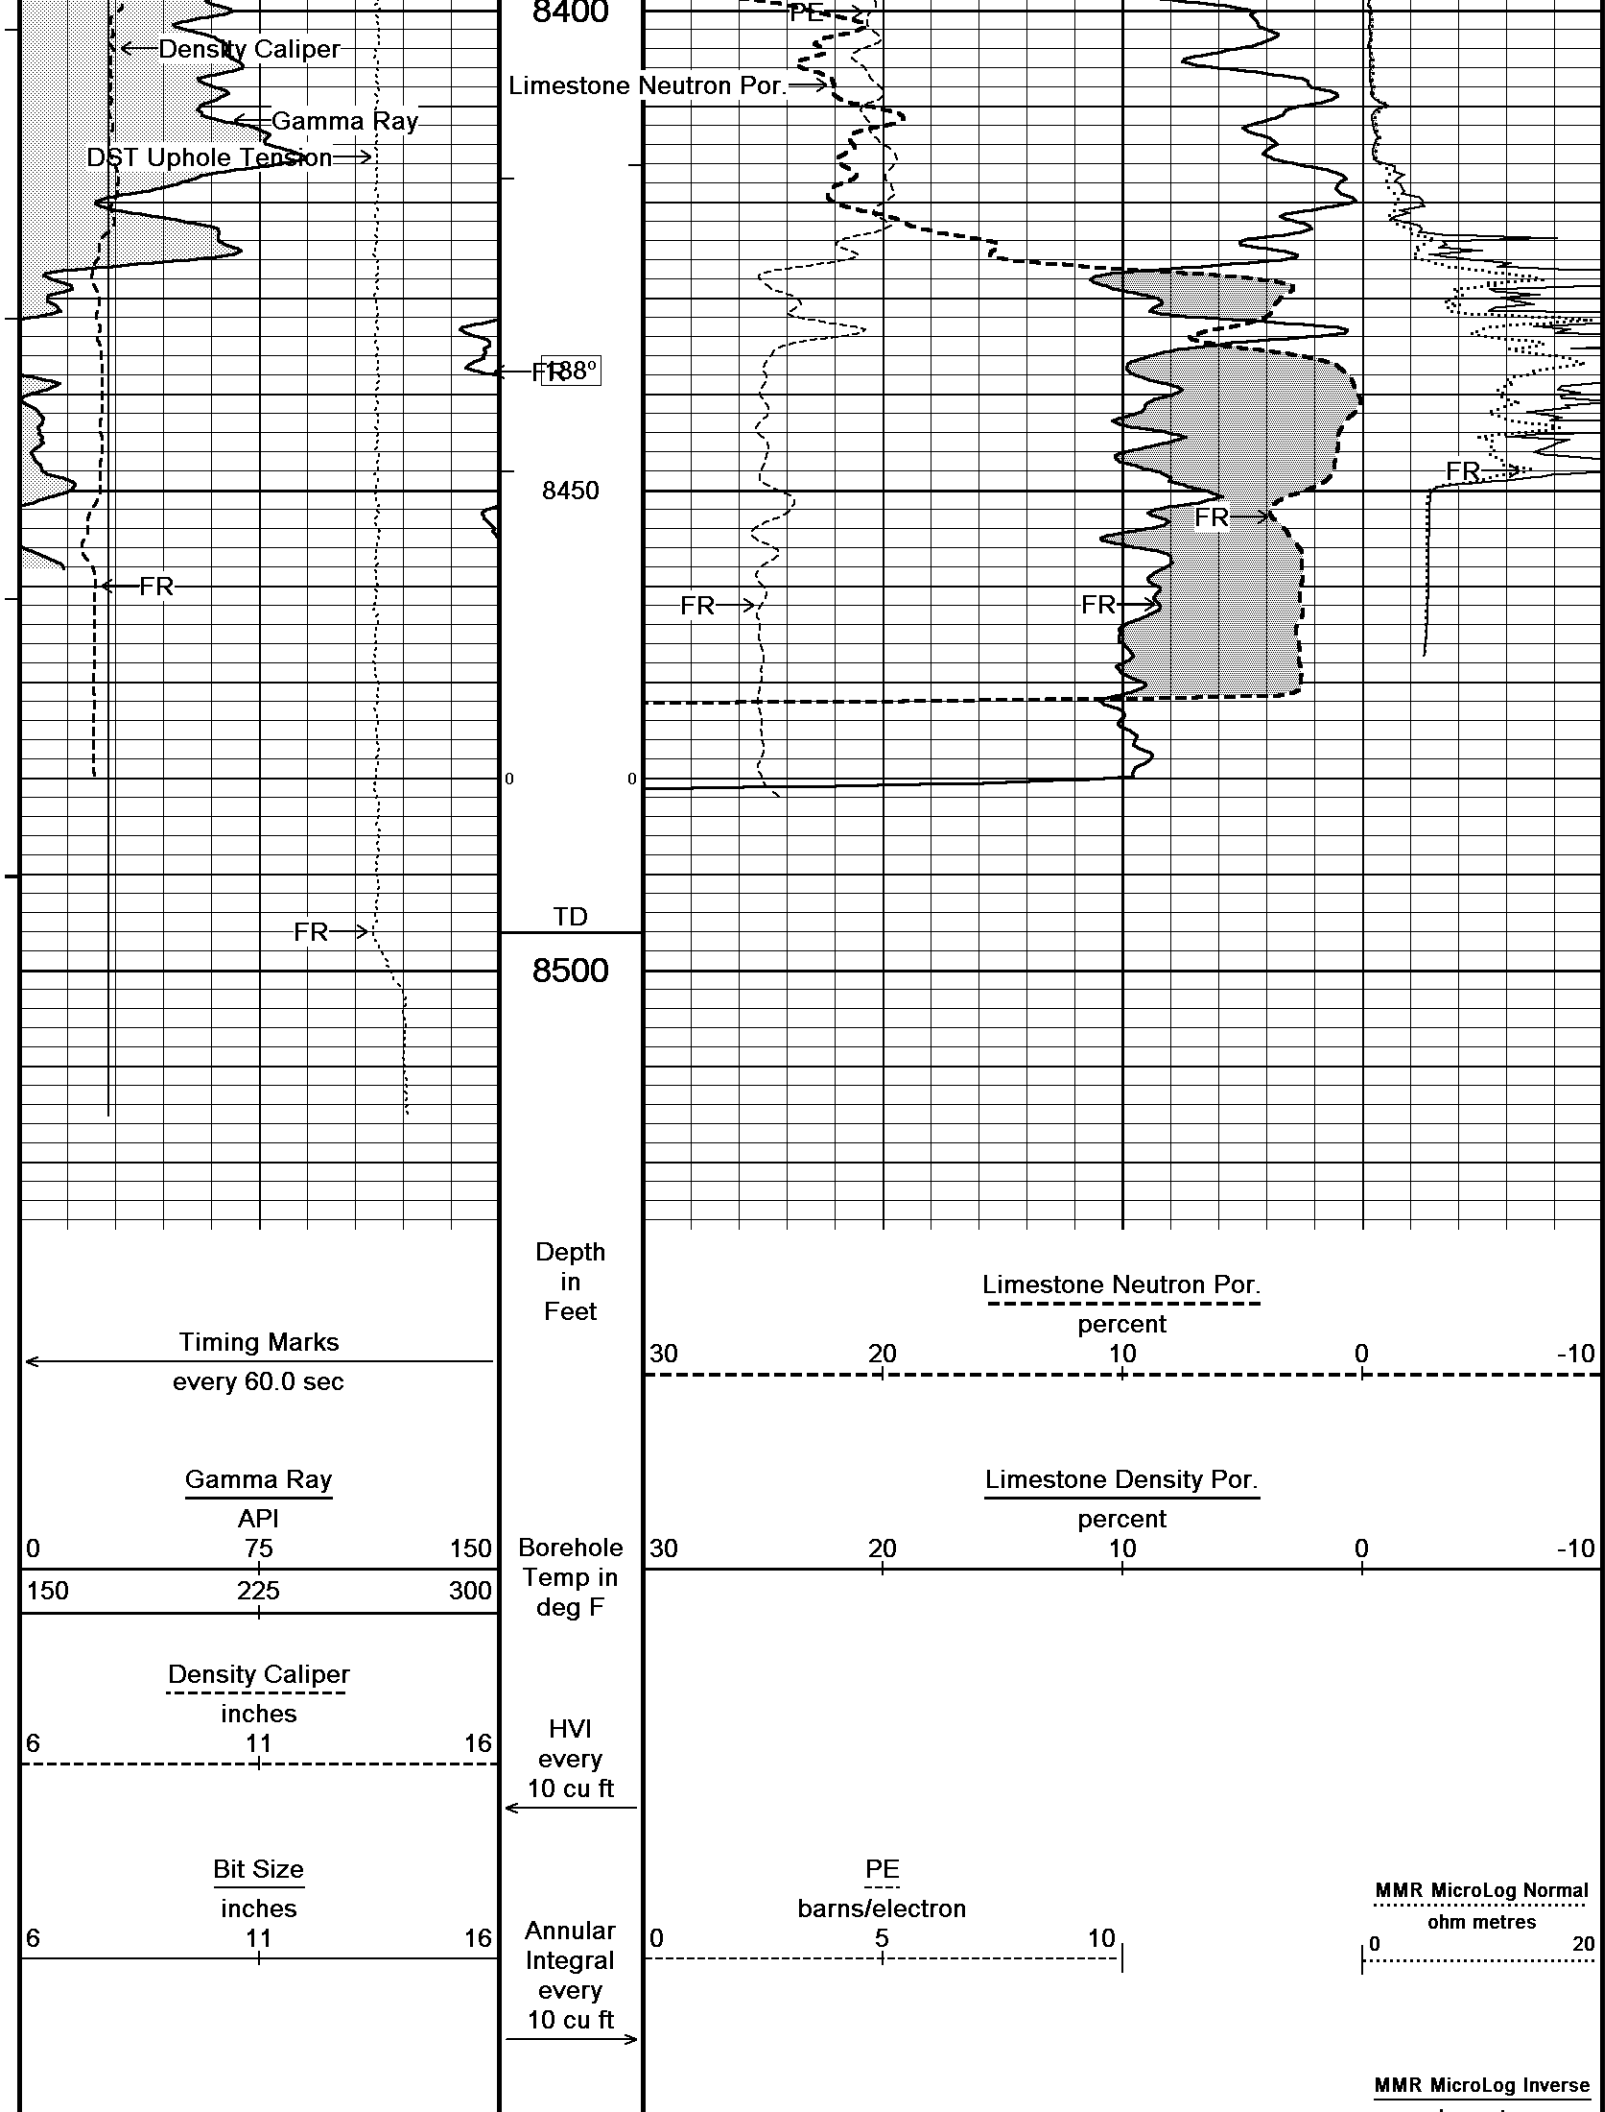 8400
PE
Density Caliper
Limestone Neutron Por.
Gamma Ray
DST Uphole Tension
FR
188°
8450
FR
FR
FR
FR
FR
0 0
TD
FR
8500
Depth
in
Feet
Limestone Neutron Por.
percent
30 20 10 0 -10
Timing Marks
every 60.0 sec
Gamma Ray
API
0 75 150
150 225 300
Borehole
Temp in
deg F
Limestone Density Por.
percent
30 20 10 0 -10
Density Caliper
inches
6 11 16
HVI
every
10 cu ft
Bit Size
inches
6 11 16
Annular
Integral
every
10 cu ft
PE
barns/electron
0 5 10
MMR MicroLog Normal
ohm metres
0 20
MMR MicroLog Inverse